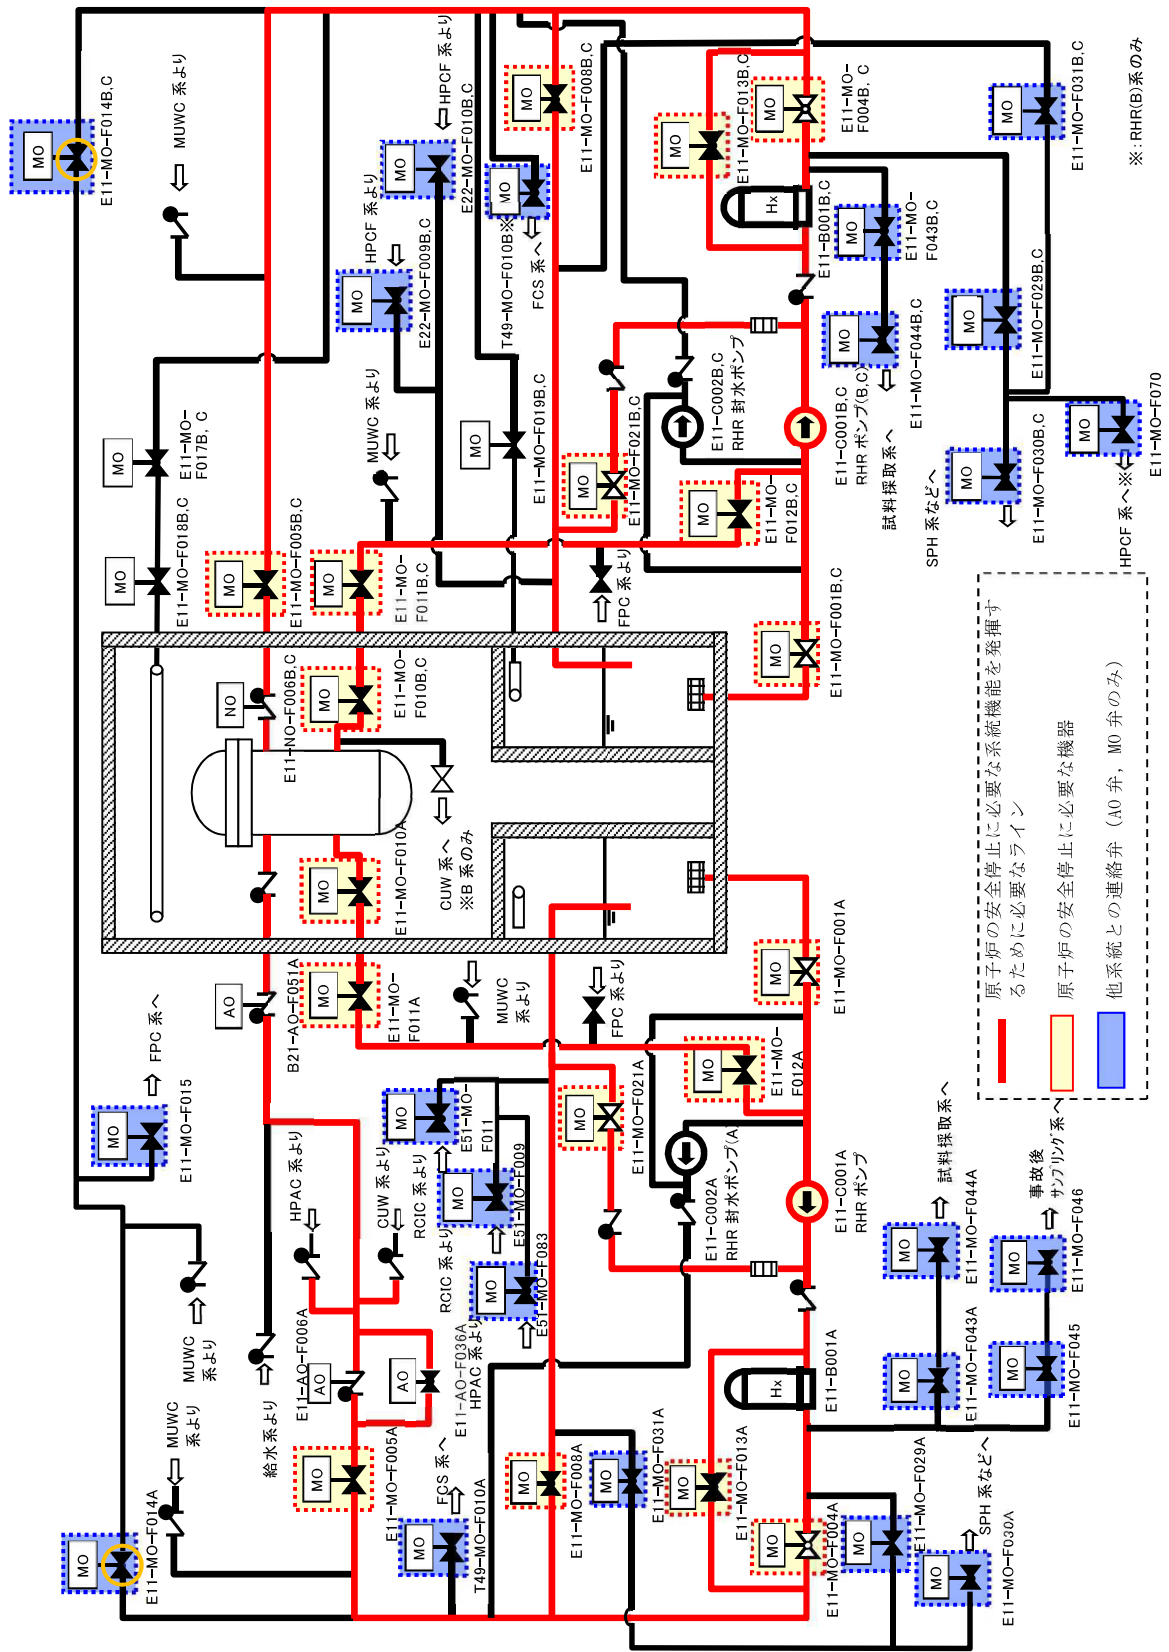 MO
E11-MO-F014B,C
MUWC 系より
MO
E11-MO-
F017B, C
MO
E11-MO-F018B,C
MO
E11-MO-F005B,C
NO
E11-NO-F006B,C
MO
E11-MO-
F011B,C
MO
E11-MO-
F010B,C
HPCF 系より
MO
E22-MO-F009B,C
HPCF 系より
MO
E22-MO-F010B,C
MUWC 系より
MO
T49-MO-F010B※
FCS 系へ
MO
E11-MO-F019B,C
MO
E11-MO-F008B,C
MO
E11-MO-F021B,C
FPC 系より
MO
E11-MO-F013B,C
MO
E11-MO-
F004B, C
Hx
E11-B001B,C
E11-C002B,C
RHR 封水ポンプ
MO
E11-MO-
F012B,C
E11-C001B,C
RHR ポンプ(B,C)
MO
E11-MO-F001B,C
MO
E11-MO-
F043B,C
MO
E11-MO-F044B,C
試料採取系へ
MO
E11-MO-F031B,C
MO
E11-MO-F029B,C
MO
E11-MO-F030B,C
SPH 系などへ
MO
E11-MO-F070
HPCF 系へ※
※:RHR(B)系のみ
CUW 系へ
※B 系のみ
MO
E11-MO-F010A
MO
E11-MO-
F011A
AO
B21-AO-F051A
FPC 系へ
MO
E11-MO-F015
MUWC
系より
給水系より
HPAC 系より
CUW 系より
AO
E11-AO-F006A
AO
E11-AO-F036A
MO
E11-MO-F005A
MUWC
系より
MO
E11-MO-F014A
MO
E51-MO-
F011
RCIC 系より
MO
E51-MO-F009
RCIC 系より
MO
E51-MO-F083
HPAC 系より
MUWC
系より
FPC 系より
MO
T49-MO-F010A
FCS 系へ
MO
E11-MO-F008A
MO
E11-MO-F031A
MO
E11-MO-F021A
MO
E11-MO-
F012A
MO
E11-MO-F001A
E11-C002A
RHR 封水ポンプ(A)
E11-C001A
RHR ポンプ
Hx
E11-B001A
MO
E11-MO-F013A
MO
E11-MO-F004A
MO
E11-MO-F029A
MO
E11-MO-F030A
SPH 系などへ
MO
E11-MO-F043A
MO
E11-MO-F044A
試料採取系へ
MO
E11-MO-F045
MO
E11-MO-F046
事故後
サンプリング系へ
原子炉の安全停止に必要な系統機能を発揮す
るために必要なライン
原子炉の安全停止に必要な機器
他系統との連絡弁 (AO 弁, MO 弁のみ)